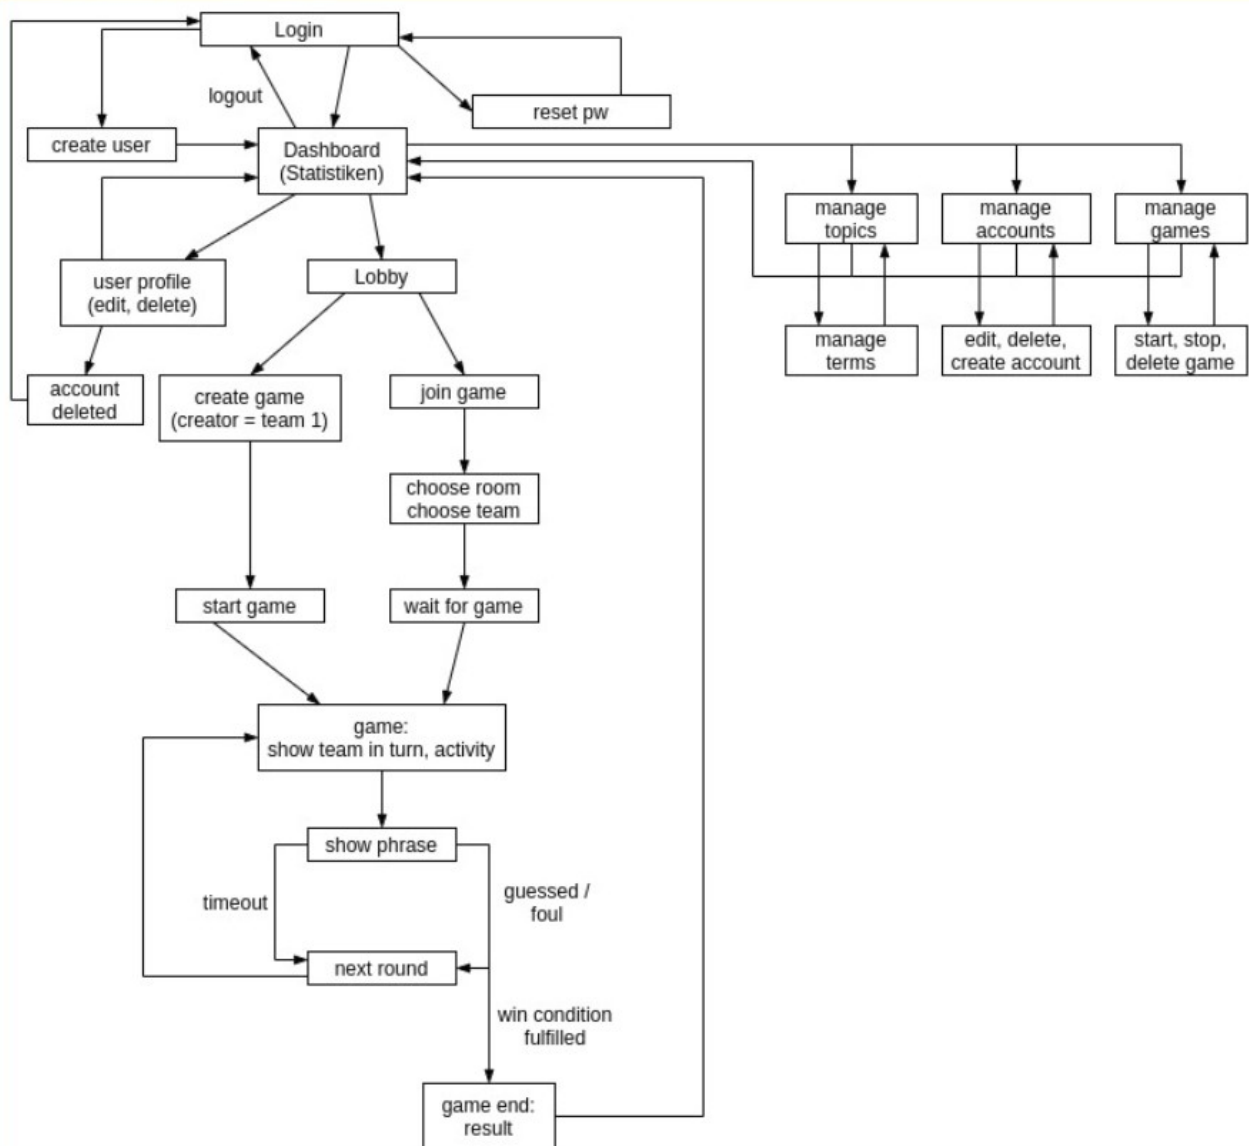 Login
logout
reset pw
create user
Dashboard
(Statistiken)
manage
topics
manage
accounts
manage
games
user profile
(edit, delete)
Lobby
manage
terms
edit, delete,
create account
start, stop,
delete game
account
deleted
create game
(creator = team 1)
join game
choose room
choose team
start game
wait for game
game:
show team in turn, activity
show phrase
timeout
guessed /
foul
next round
win condition
fulfilled
game end:
result